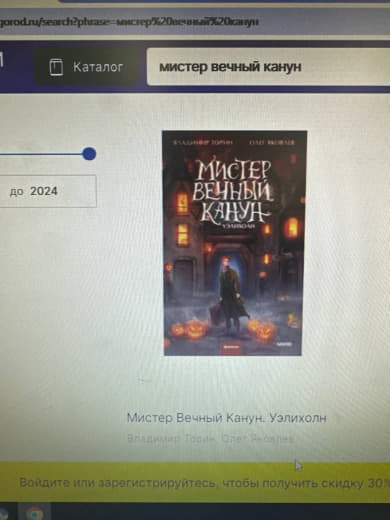 gorod.ru/search?phrase=мистер%20вечный%20канун
Каталог
мистер вечный канун
до 2024
ВЛАДИМИР ТОРИН
ОЛЕГ ЯКОВЛЕВ
МИСТЕР
ВЕЧНЫЙ
КАНУН
УЭЛИХОЛН
Мистер Вечный Канун. Уэлихолн
Владимир Торин, Олег Яковлев
Войдите или зарегистрируйтесь, чтобы получить скидку 30%